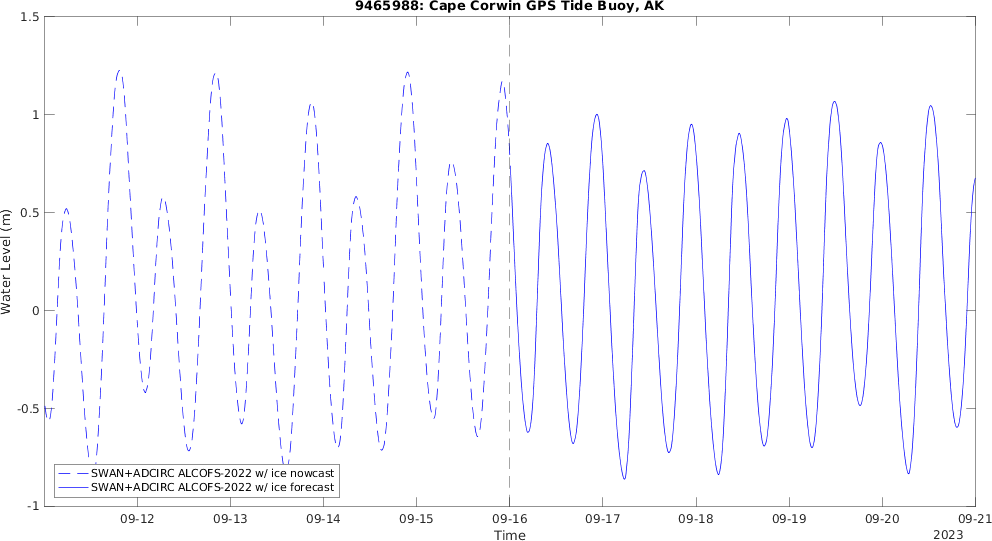 9465988: Cape Corwin GPS Tide Buoy, AK
1.5
1
0.5
0
-0.5
-1
Water Level (m)
SWAN+ADCIRC ALCOFS-2022 w/ ice nowcast
SWAN+ADCIRC ALCOFS-2022 w/ ice forecast
09-12 09-13 09-14 09-15 09-16 09-17 09-18 09-19 09-20 09-21
Time
2023